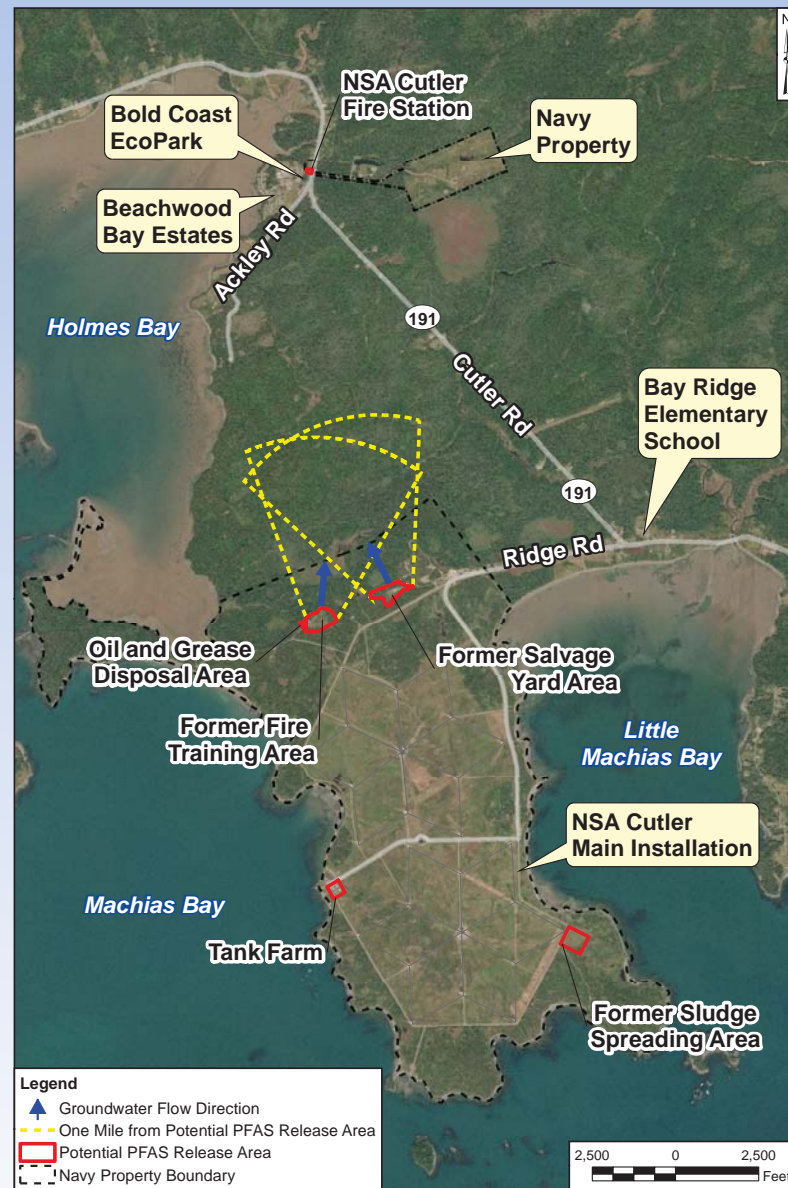 N
NSA Cutler
Fire Station
Bold Coast
EcoPark
Navy
Property
Beachwood
Bay Estates
Ackley Rd
Holmes Bay
191
Cutler Rd
Bay Ridge
Elementary
School
191
Ridge Rd
Oil and Grease
Disposal Area
Former Salvage
Yard Area
Former Fire
Training Area
Little
Machias Bay
NSA Cutler
Main Installation
Machias Bay
Tank Farm
Former Sludge
Spreading Area
Legend
Groundwater Flow Direction
One Mile from Potential PFAS Release Area
Potential PFAS Release Area
Navy Property Boundary
2,500 0 2,500
Feet